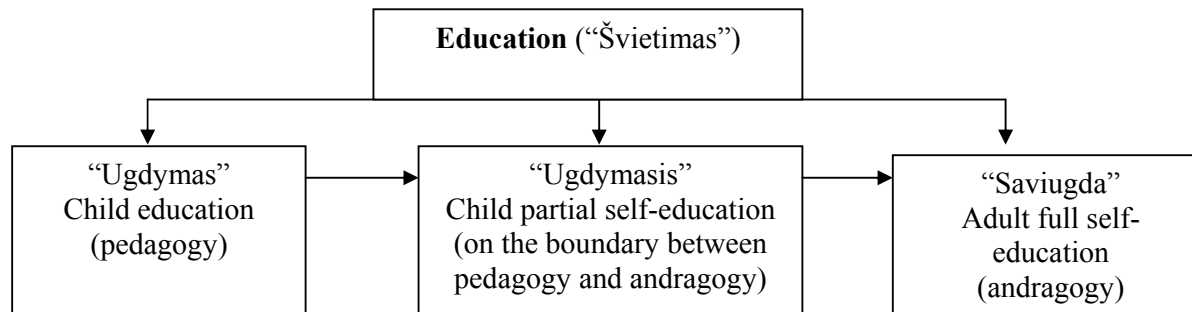 Education (“Švietimas”)
“Ugdymas”
Child education
(pedagogy)
“Ugdymasis”
Child partial self-education
(on the boundary between
pedagogy and andragogy)
“Saviugda”
Adult full self-
education
(andragogy)